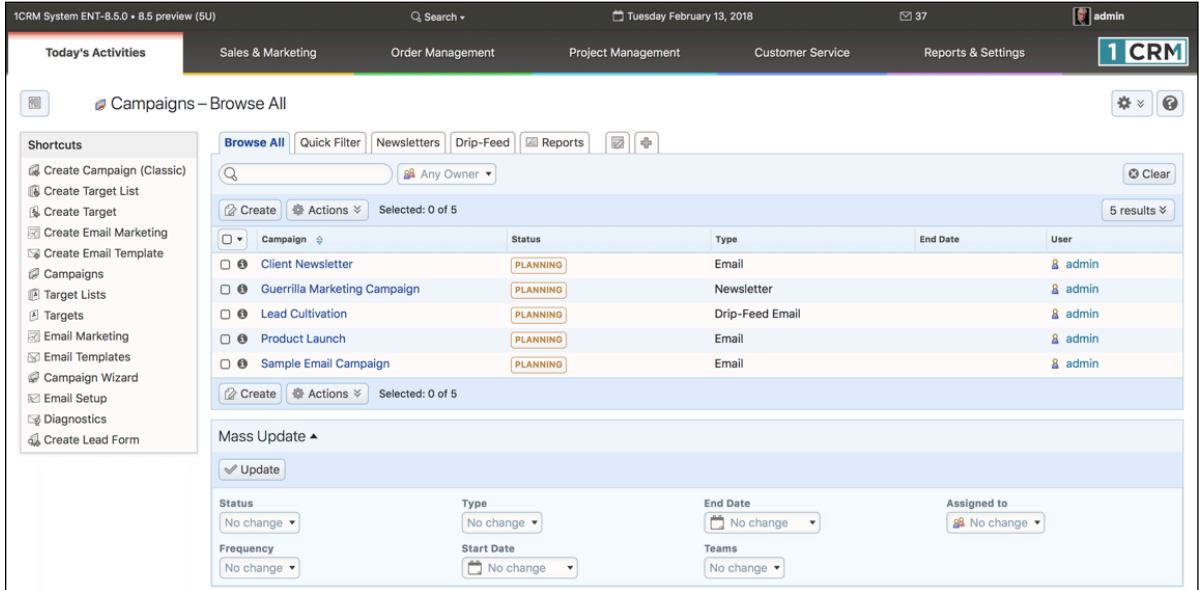 1CRM System ENT-8.5.0 • 8.5 preview (5U) Search Tuesday February 13, 2018 37 admin
Today's Activities Sales & Marketing Order Management Project Management Customer Service Reports & Settings 1 CRM
Campaigns – Browse All
Shortcuts
Create Campaign (Classic)
Create Target List
Create Target
Create Email Marketing
Create Email Template
Campaigns
Target Lists
Targets
Email Marketing
Email Templates
Campaign Wizard
Email Setup
Diagnostics
Create Lead Form
Browse All Quick Filter Newsletters Drip-Feed Reports
Any Owner Clear
Create Actions Selected: 0 of 5 5 results
Campaign Status Type End Date User
Client Newsletter PLANNING Email admin
Guerrilla Marketing Campaign PLANNING Newsletter admin
Lead Cultivation PLANNING Drip-Feed Email admin
Product Launch PLANNING Email admin
Sample Email Campaign PLANNING Email admin
Create Actions Selected: 0 of 5
Mass Update
Update
Status Type End Date Assigned to
No change No change No change No change
Frequency Start Date Teams
No change No change No change